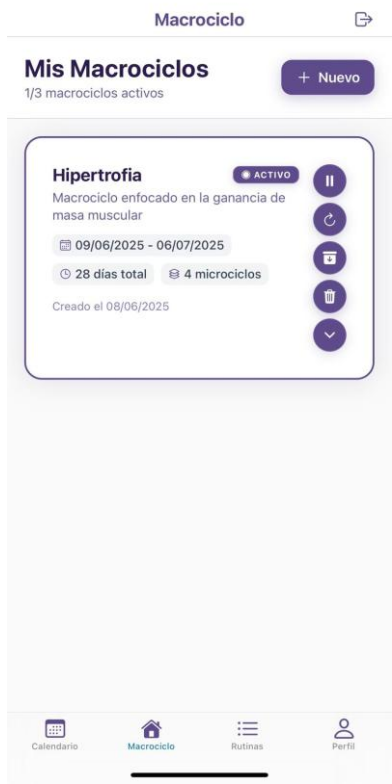 Macrociclo
Mis Macrociclos
+ Nuevo
1/3 macrociclos activos
Hipertrofia
ACTIVO
Macrociclo enfocado en la ganancia de
masa muscular
09/06/2025 - 06/07/2025
28 días total
4 microciclos
Creado el 08/06/2025
Calendario
Macrociclo
Rutinas
Perfil